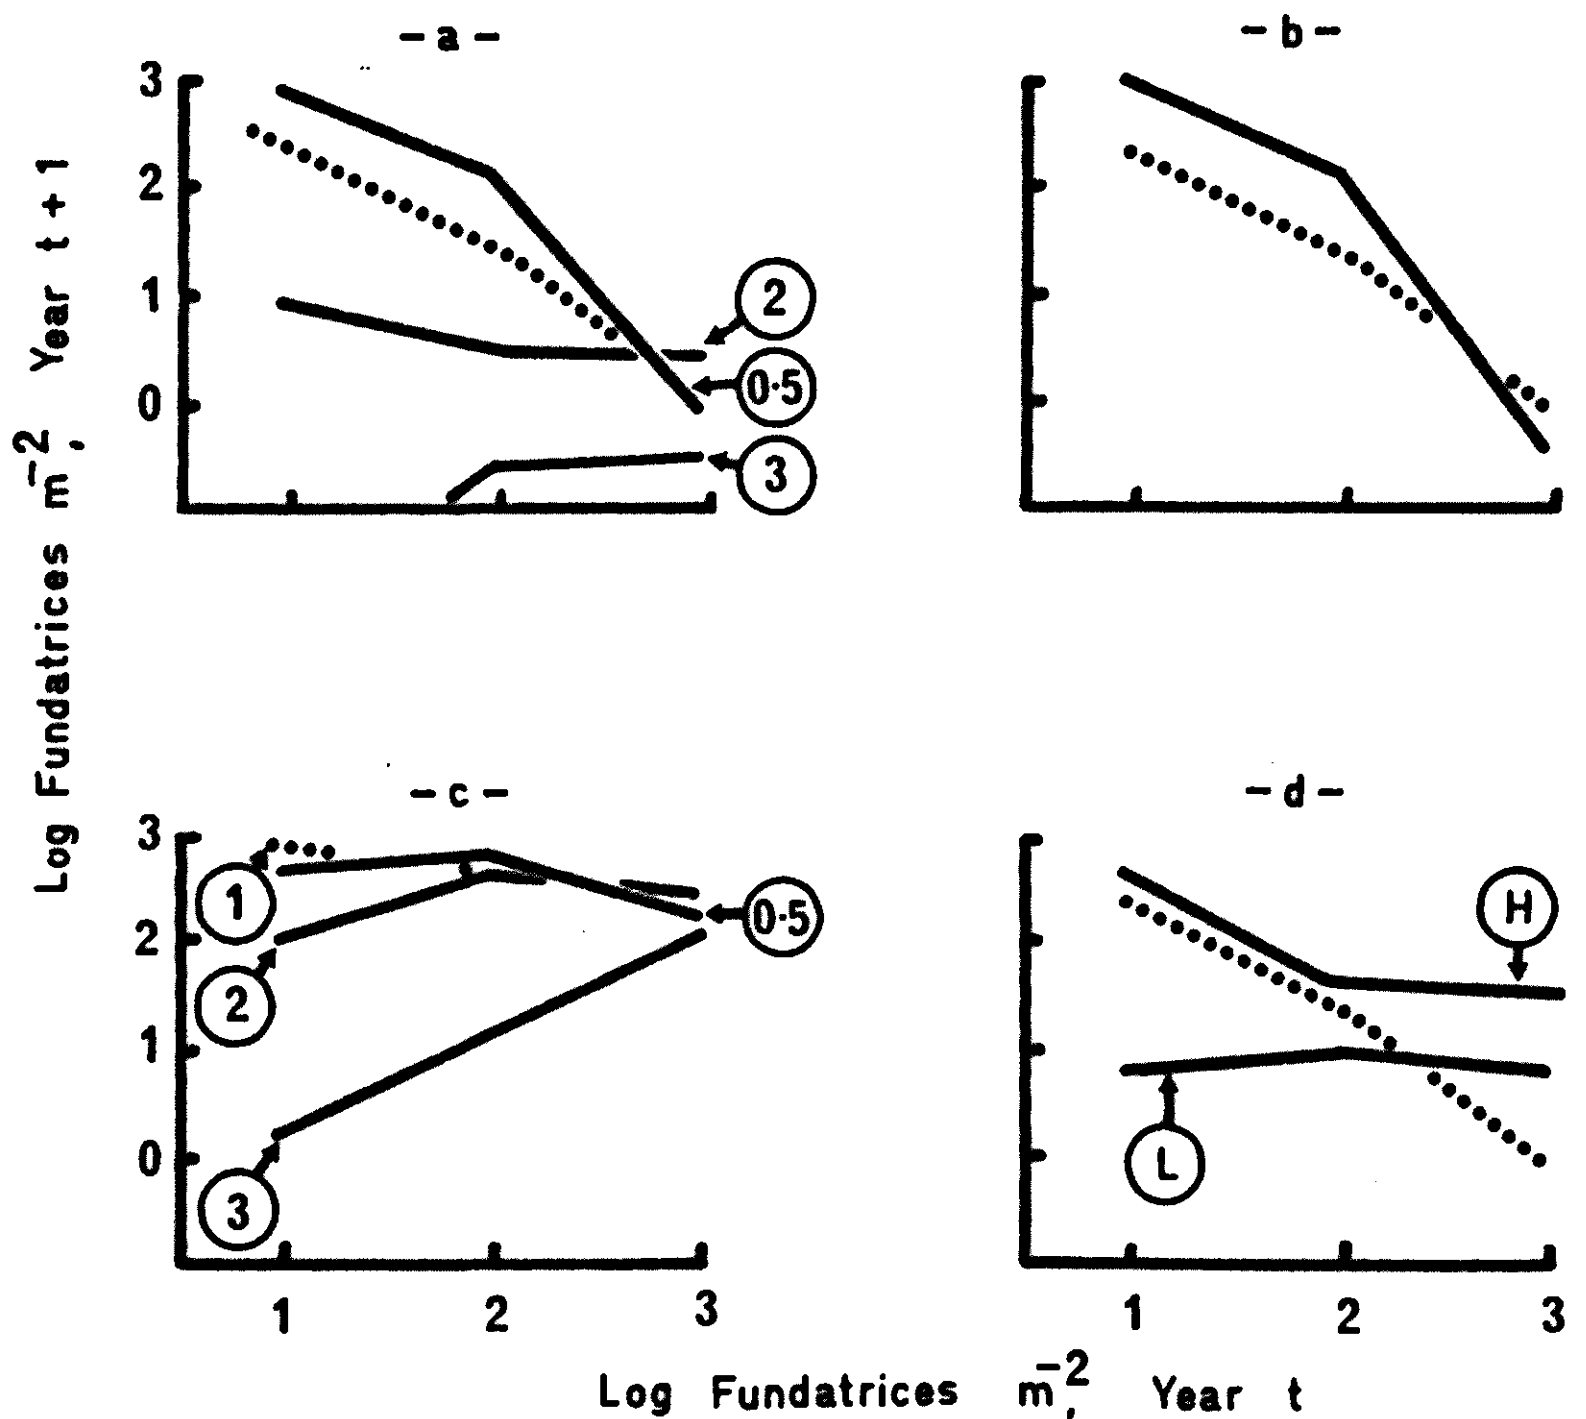 - a -
- b -
3
2
1
0
2
0·5
3
Log Fundatrices m⁻², Year t + 1
- c -
- d -
3
2
1
0
1
2
3
0·5
H
L
1
2
3
1
2
3
Log Fundatrices m⁻², Year t